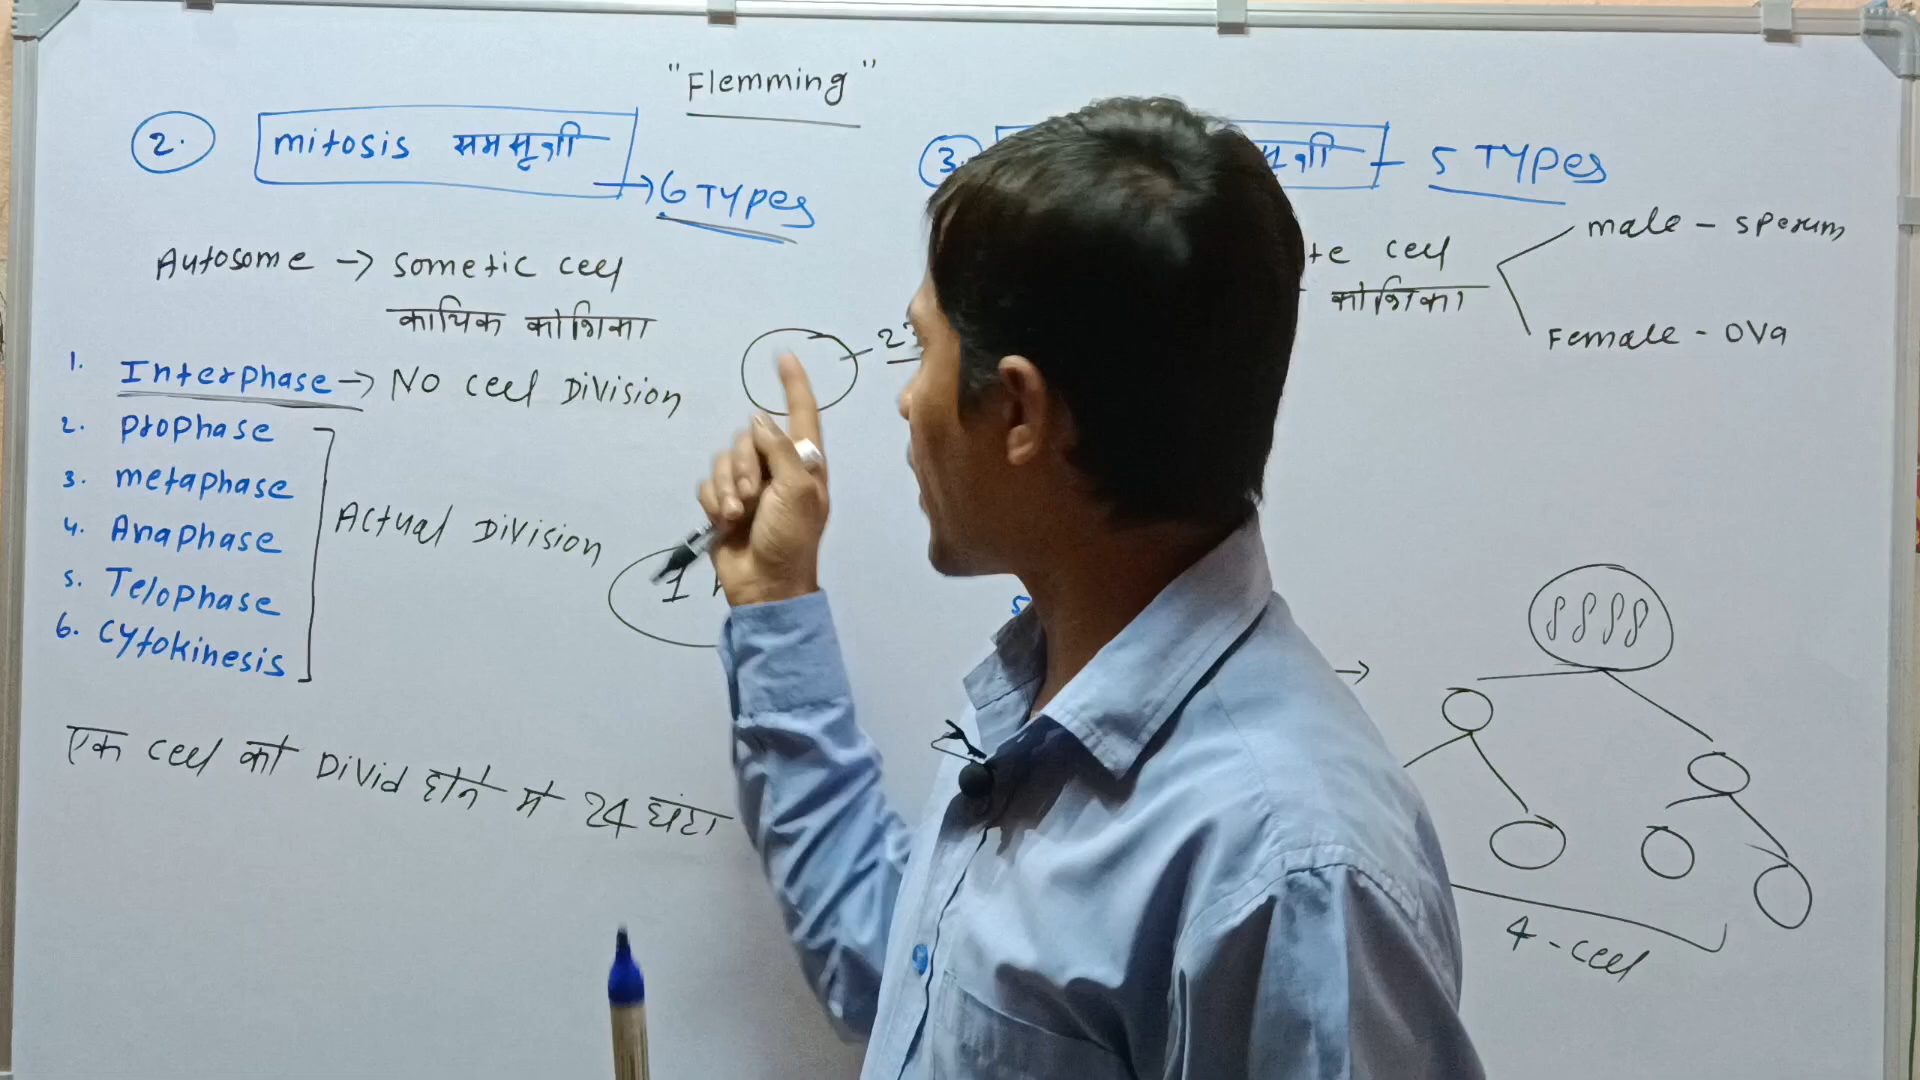 "Flemming"
2. mitosis समसूत्री
→ 6 TYPes
Autosome → Sometic cell
कायिक कोशिका
1. Interphase → No cell Division
2. prophase
3. metaphase
4. Anaphase
5. Telophase
6. Cytokinesis
Actual Division
एक cell को Divid होने मे 24 घंटा
3. 5 TYPes
cell
कोशिका
male - sperum
Female - Ova
4 - cell